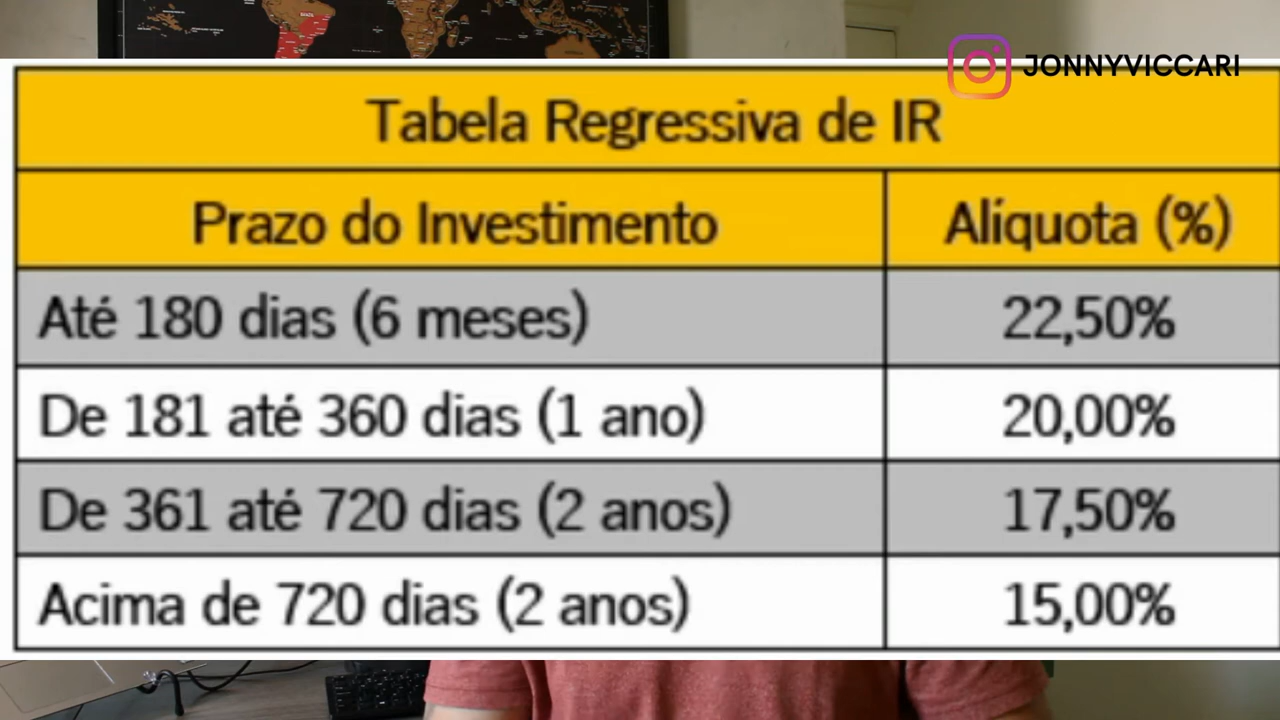 JONNYVICCARI
Tabela Regressiva de IR
Prazo do Investimento
Alíquota (%)
Até 180 dias (6 meses)
22,50%
De 181 até 360 dias (1 ano)
20,00%
De 361 até 720 dias (2 anos)
17,50%
Acima de 720 dias (2 anos)
15,00%